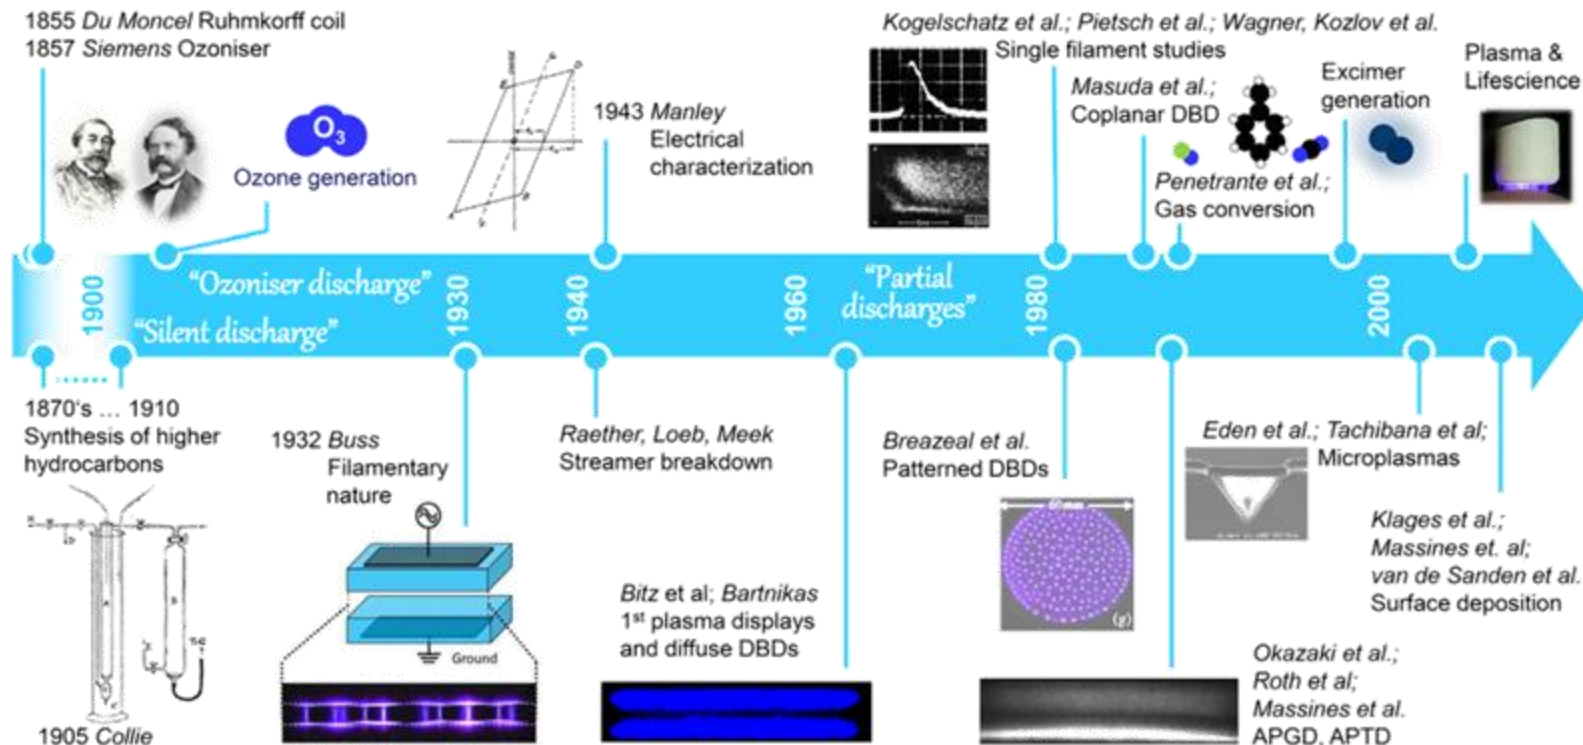 1855 Du Moncel Ruhmkorff coil
1857 Siemens Ozoniser
O3
Ozone generation
1943 Manley
Electrical
characterization
Kogelschatz et al.; Pietsch et al.; Wagner, Kozlov et al.
Single filament studies
Masuda et al.;
Coplanar DBD
Penetrante et al.;
Gas conversion
Excimer
generation
Plasma &
Lifescience
1900
"Ozoniser discharge"
"Silent discharge"
1930
1940
1960
"Partial
discharges"
1980
2000
1870's ... 1910
Synthesis of higher
hydrocarbons
1905 Collie
1932 Buss
Filamentary
nature
Ground
Raether, Loeb, Meek
Streamer breakdown
Bitz et al; Bartnikas
1st plasma displays
and diffuse DBDs
Breazeal et al.
Patterned DBDs
60 mm
(g)
Eden et al.; Tachibana et al;
Microplasmas
Klages et al.;
Massines et. al;
van de Sanden et al.
Surface deposition
Okazaki et al.;
Roth et al;
Massines et al.
APGD, APTD